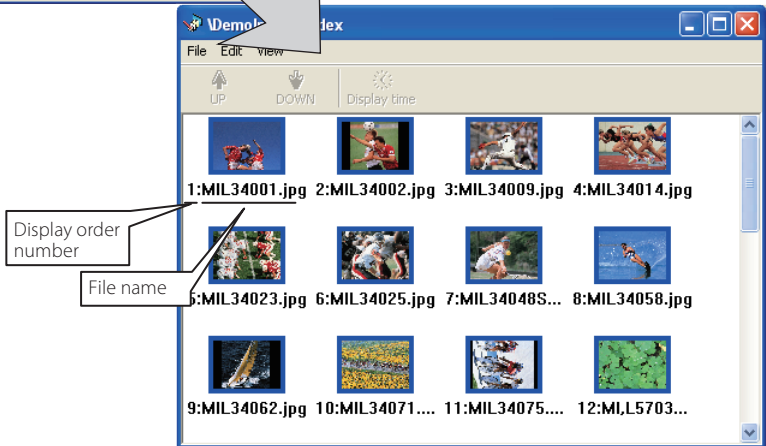 \DemoI
dex
File Edit View
UP DOWN Display time
1:MIL34001.jpg 2:MIL34002.jpg 3:MIL34009.jpg 4:MIL34014.jpg
Display order
number
File name
5:MIL34023.jpg 6:MIL34025.jpg 7:MIL34048S... 8:MIL34058.jpg
9:MIL34062.jpg 10:MIL34071.... 11:MIL34075.... 12:MI,L5703...